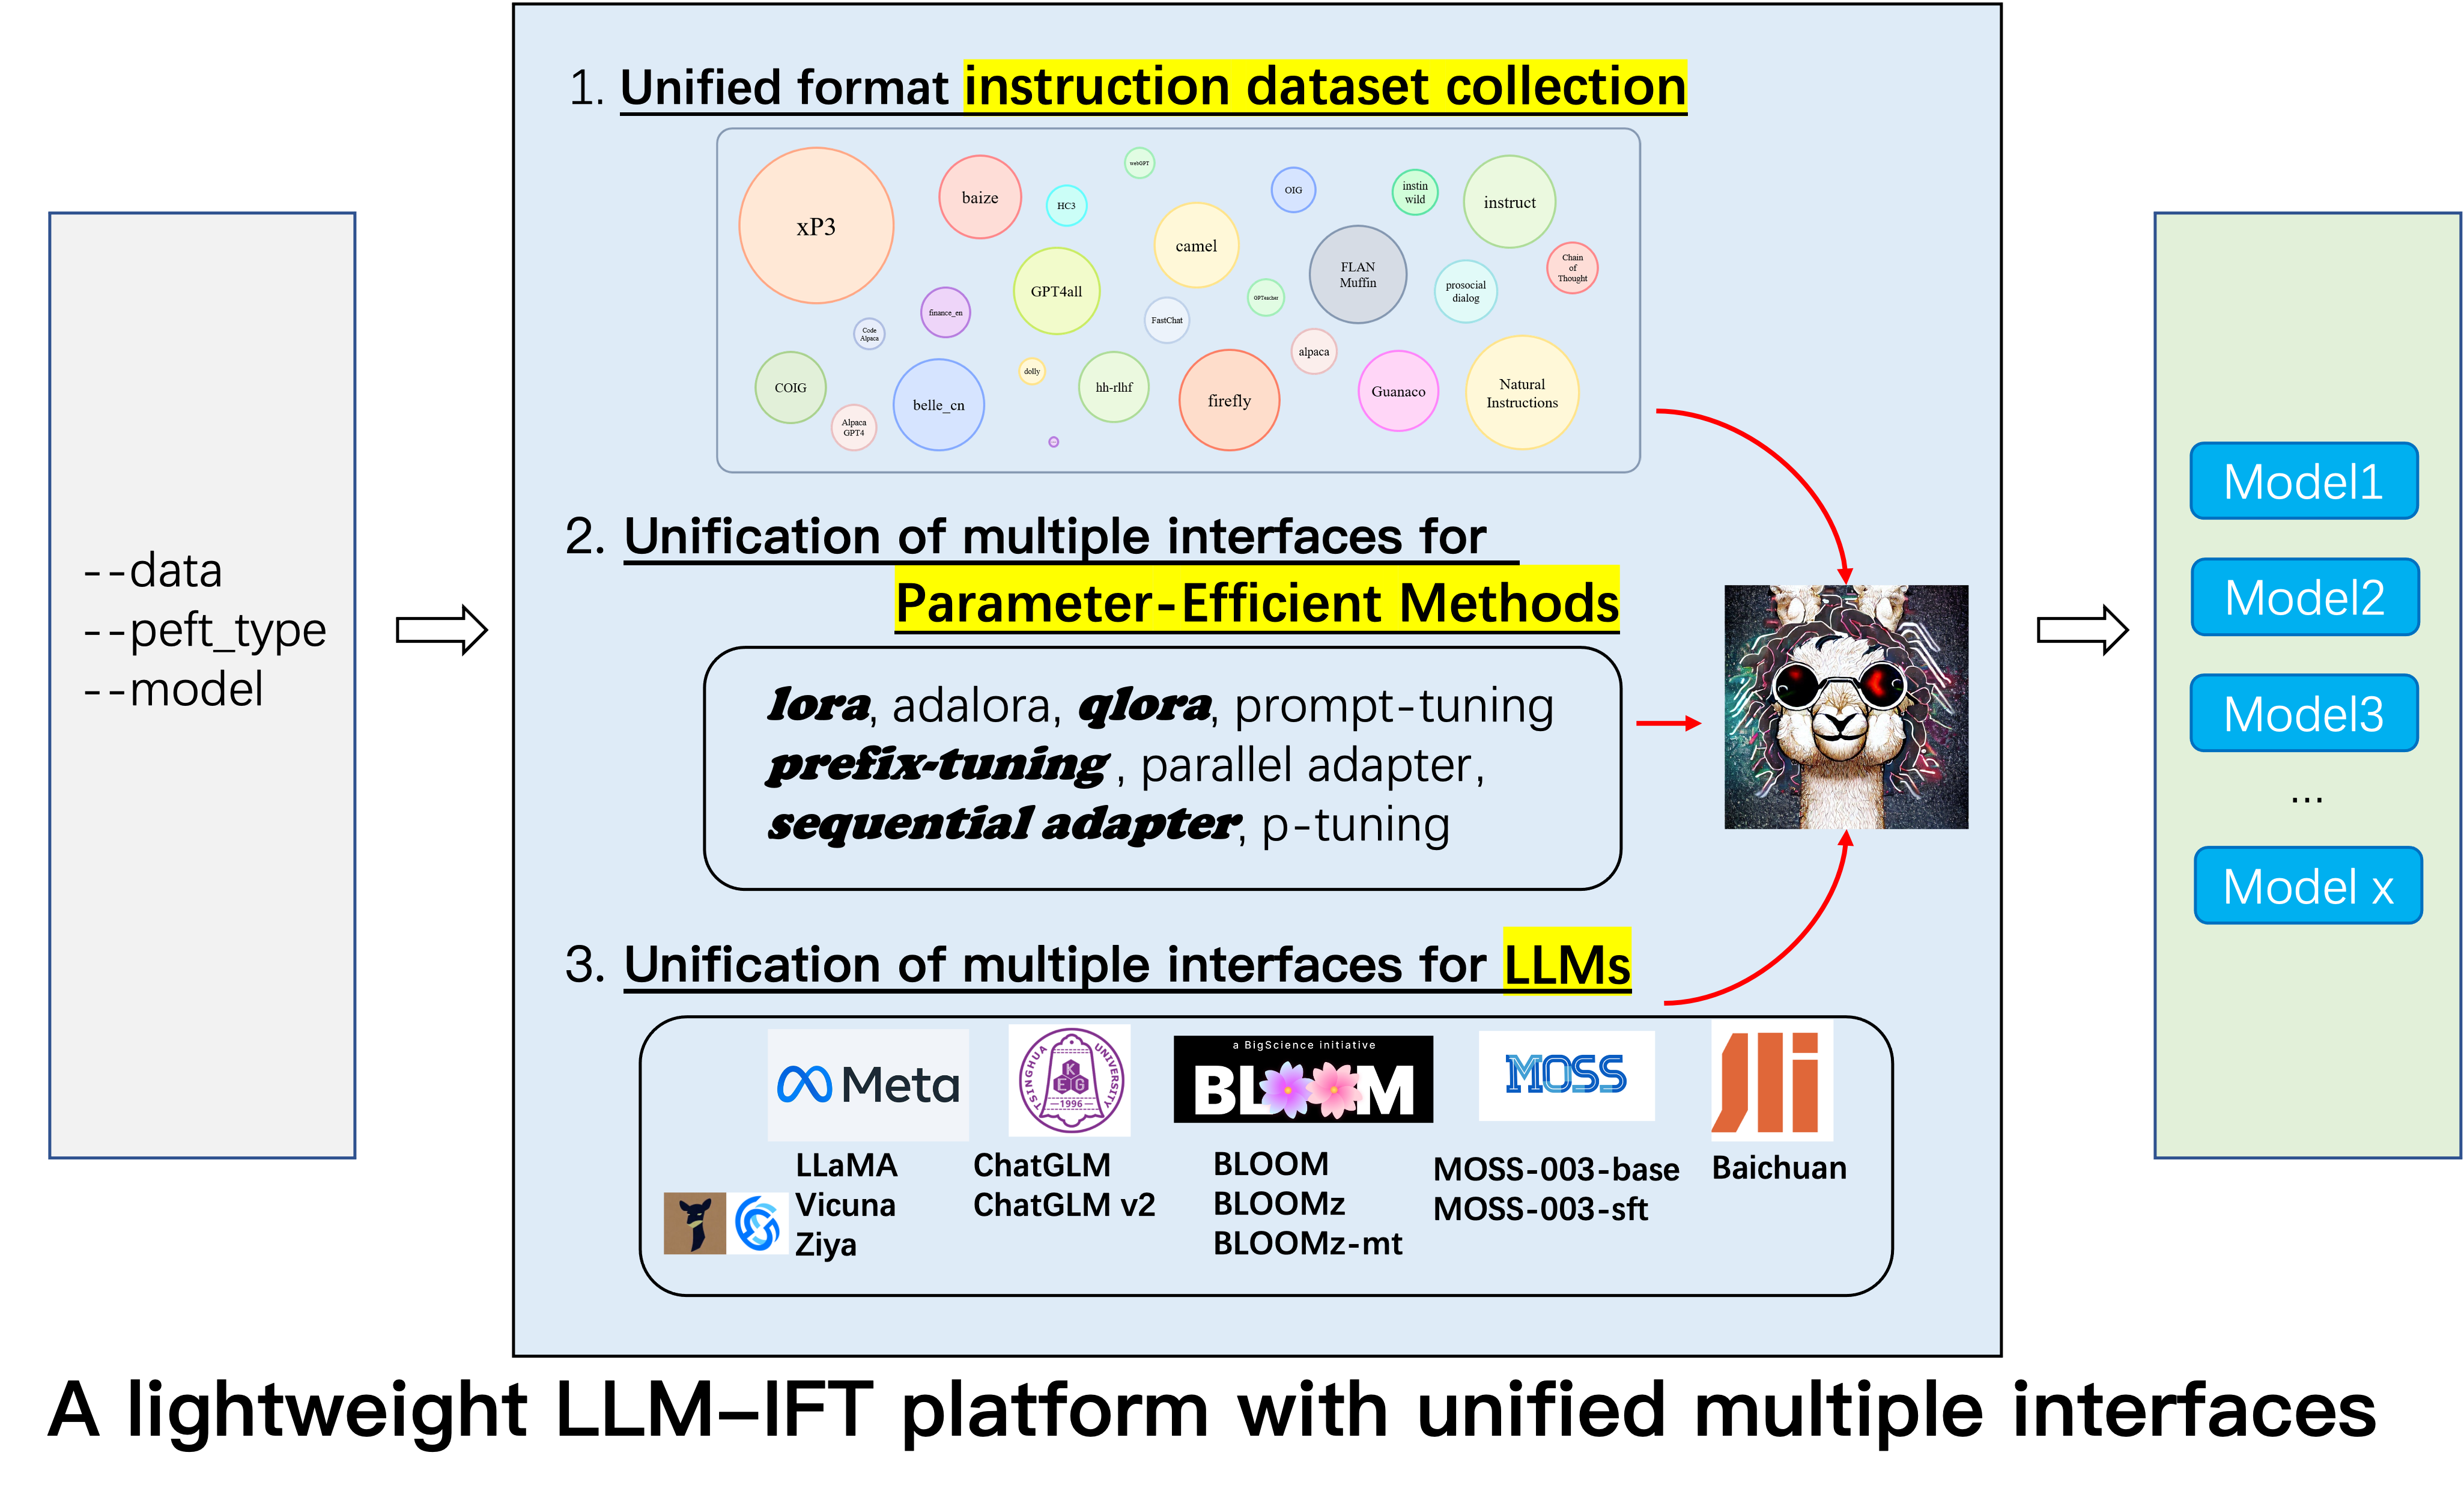 --data
--peft_type
--model
1. Unified format instruction dataset collection
xP3
baize
HC3
webGPT
camel
OIG
instin
wild
instruct
FLAN
Muffin
prosocial
dialog
Chain
of
Thought
GPT4all
finance_en
Code
Alpaca
FastChat
GPTeacher
alpaca
COIG
Alpaca
GPT4
belle_cn
dolly
hh-rlhf
firefly
Guanaco
Natural
Instructions
2. Unification of multiple interfaces for
Parameter-Efficient Methods
lora, adalora, qlora, prompt-tuning
prefix-tuning , parallel adapter,
sequential adapter, p-tuning
3. Unification of multiple interfaces for LLMs
Meta
TSINGHUA UNIVERSITY
KEG
1996
a BigScience initiative
BLOOM
MOSS
LLaMA
Vicuna
Ziya
ChatGLM
ChatGLM v2
BLOOM
BLOOMz
BLOOMz-mt
MOSS-003-base
MOSS-003-sft
Baichuan
Model1
Model2
Model3
...
Model x
A lightweight LLM–IFT platform with unified multiple interfaces